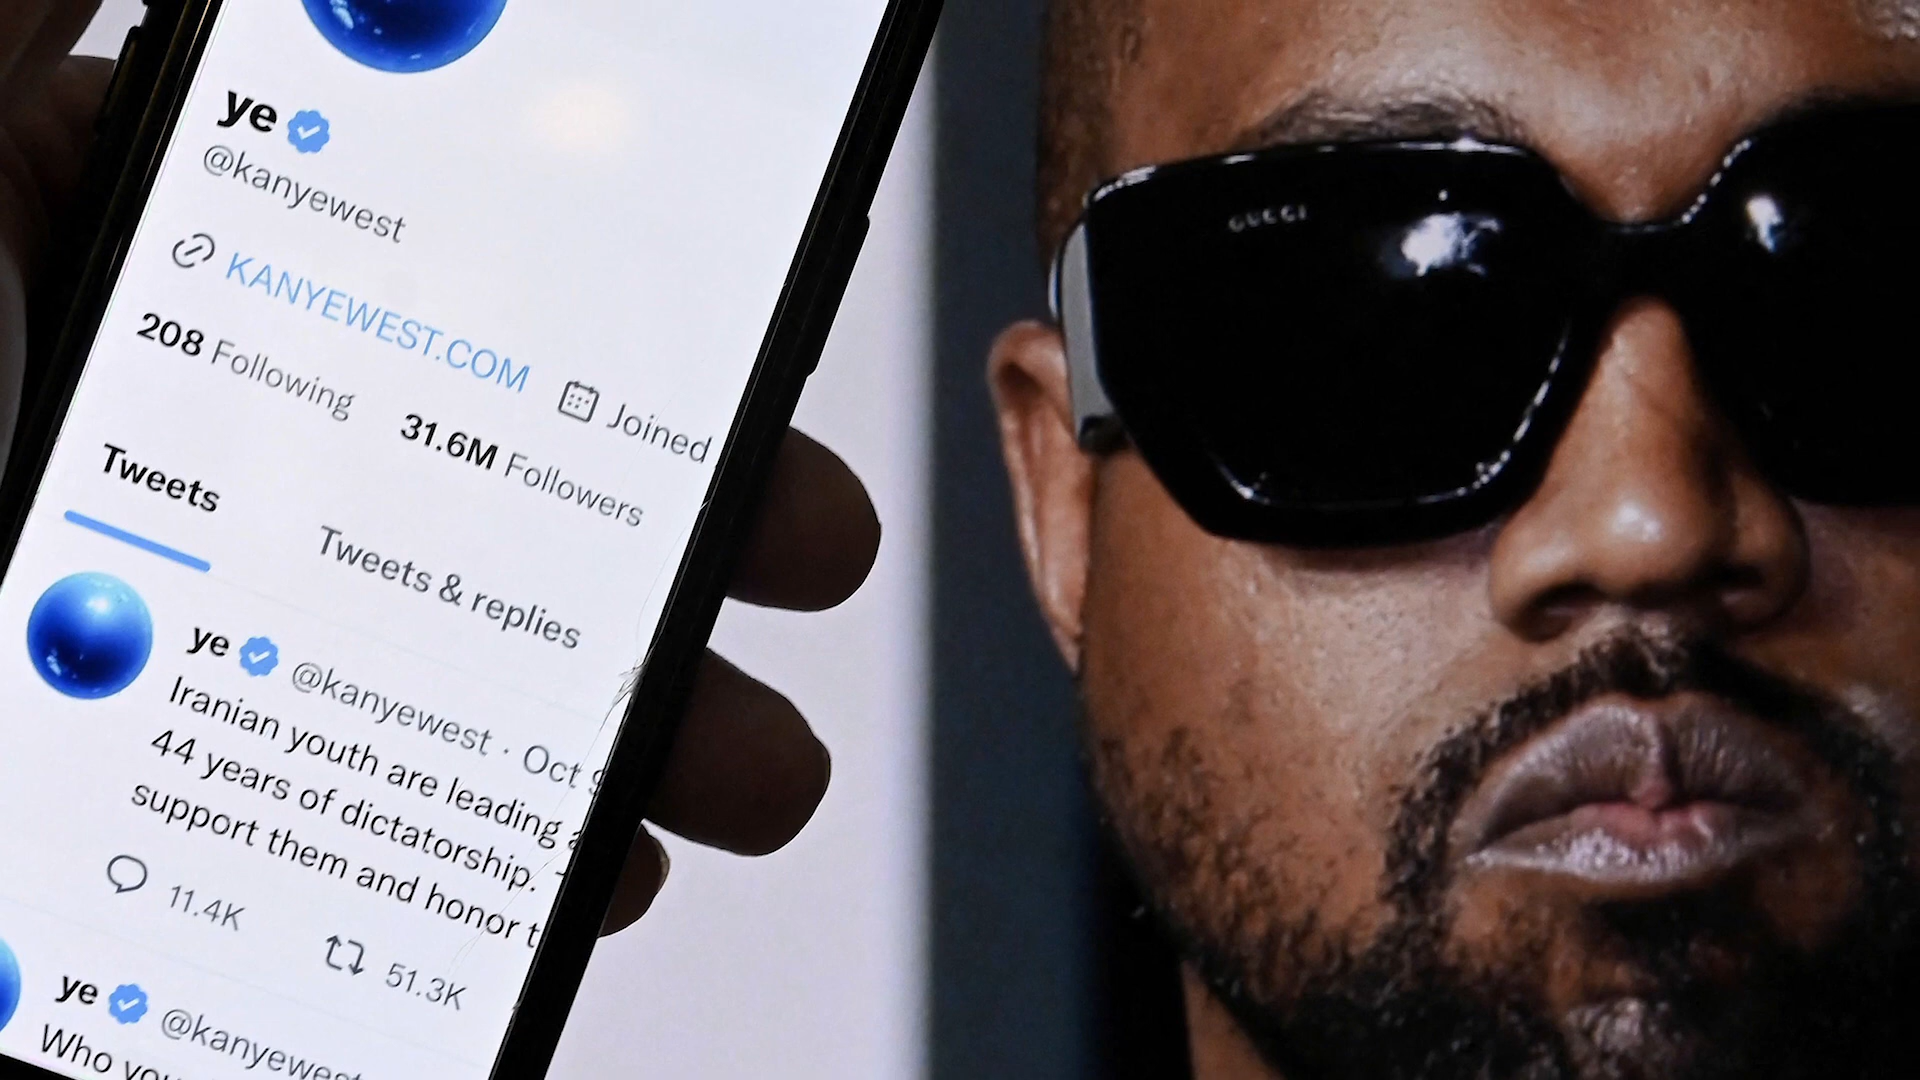 ye
@kanyewest
KANYEWEST.COM Joined
208 Following 31.6M Followers
Tweets Tweets & replies
ye @kanyewest · Oct
Iranian youth are leading
44 years of dictatorship.
support them and honor
11.4K 51.3K
ye @kanyewest
Who
GUCCI